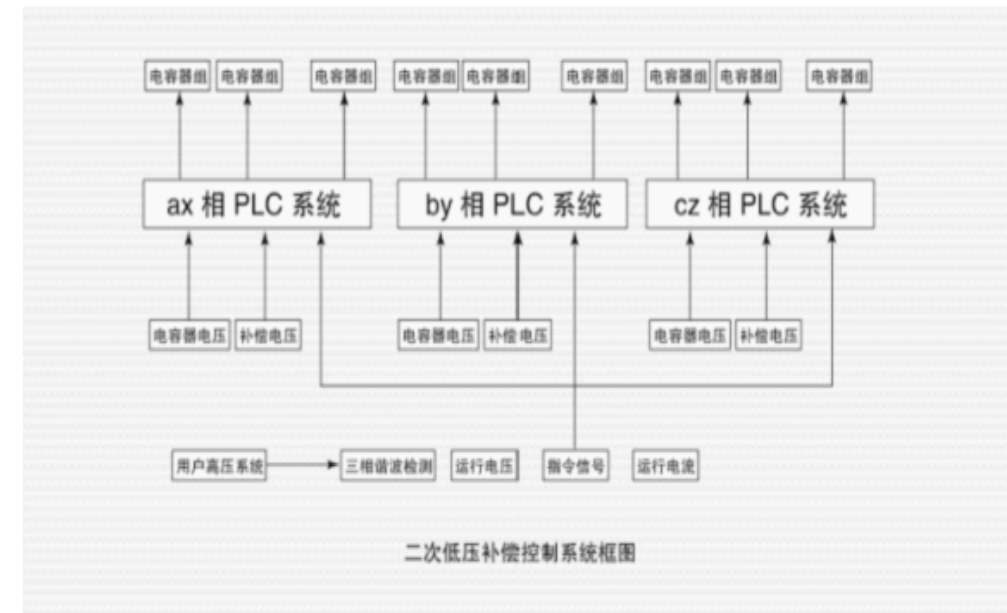 电容器组 电容器组 电容器组 电容器组 电容器组 电容器组 电容器组 电容器组 电容器组
ax 相 PLC 系统 by 相 PLC 系统 cz 相 PLC 系统
电容器电压 补偿电压 电容器电压 补偿电压 电容器电压 补偿电压
用户高压系统 三相谐波检测 运行电压 指令信号 运行电流
二次低压补偿控制系统框图